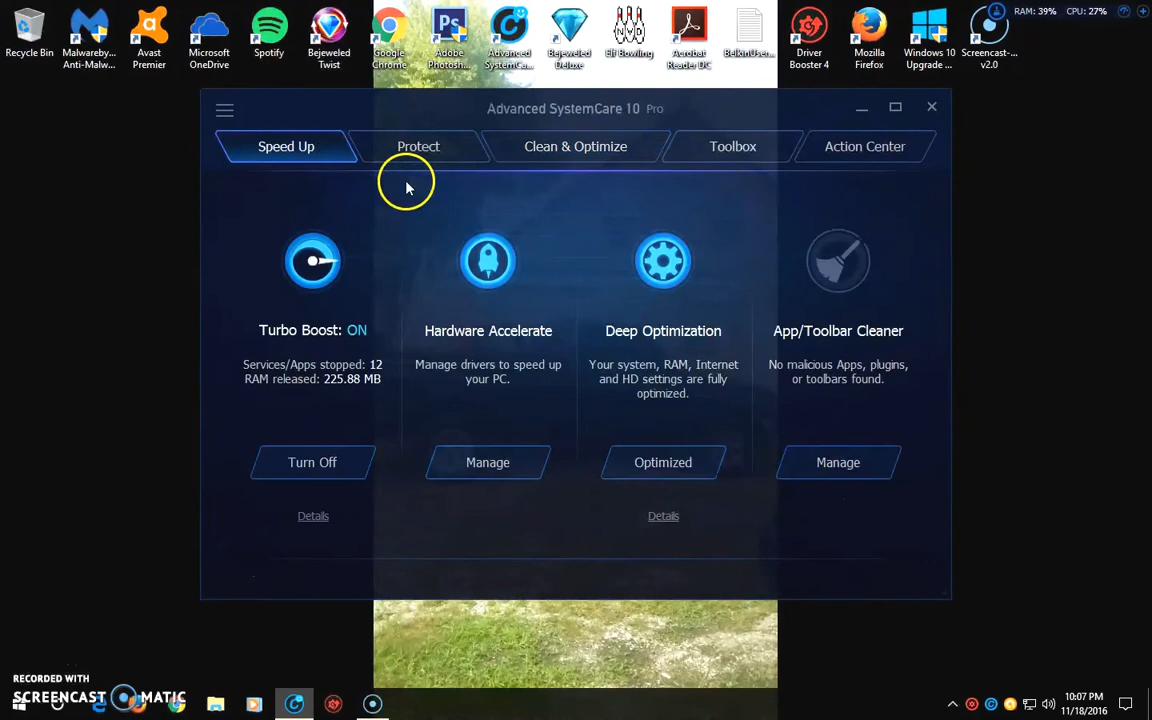 RAM: 39% CPU: 27%
Recycle Bin
Malwareby... Anti-Malw...
Avast Premier
Microsoft OneDrive
Spotify
Bejeweled Twist
Google Chrome
Adobe Photosh...
Advanced SystemCa...
Bejeweled Deluxe
Elf Bowling
Acrobat Reader DC
BelkinUser...
Driver Booster 4
Mozilla Firefox
Windows 10 Upgrade ...
Screencast-... v2.0
Advanced SystemCare 10 Pro
Speed Up
Protect
Clean & Optimize
Toolbox
Action Center
Turbo Boost: ON
Services/Apps stopped: 12
RAM released: 225.88 MB
Turn Off
Details
Hardware Accelerate
Manage drivers to speed up
your PC.
Manage
Deep Optimization
Your system, RAM, Internet
and HD settings are fully
optimized.
Optimized
Details
App/Toolbar Cleaner
No malicious Apps, plugins,
or toolbars found.
Manage
RECORDED WITH
SCREENCAST MATIC
10:07 PM
11/18/2016